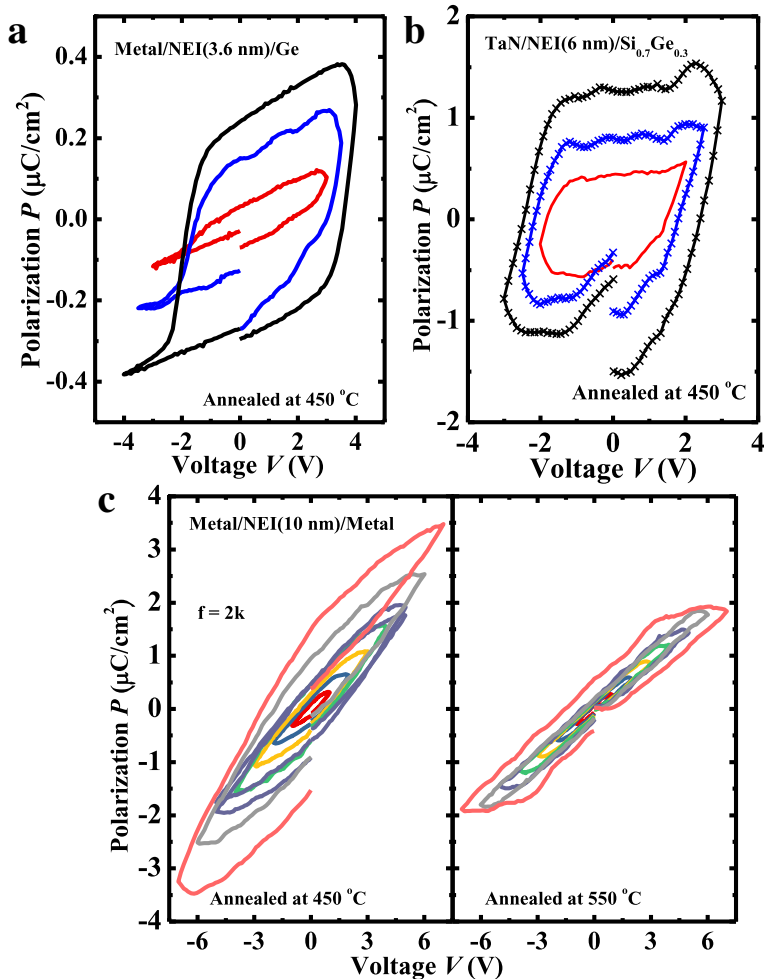 a
Metal/NEI(3.6 nm)/Ge
Polarization P (μC/cm²)
0.4
0.2
0.0
-0.2
-0.4
Annealed at 450 °C
-4 -2 0 2 4
Voltage V (V)
b
TaN/NEI(6 nm)/Si₀.₇Ge₀.₃
Polarization P (μC/cm²)
2
1
0
-1
-2
Annealed at 450 °C
-4 -2 0 2 4
Voltage V (V)
c
Metal/NEI(10 nm)/Metal
f = 2k
Polarization P (μC/cm²)
4
3
2
1
0
-1
-2
-3
-4
Annealed at 450 °C
Annealed at 550 °C
-6 -3 0 3 6
-6 -3 0 3 6
Voltage V (V)